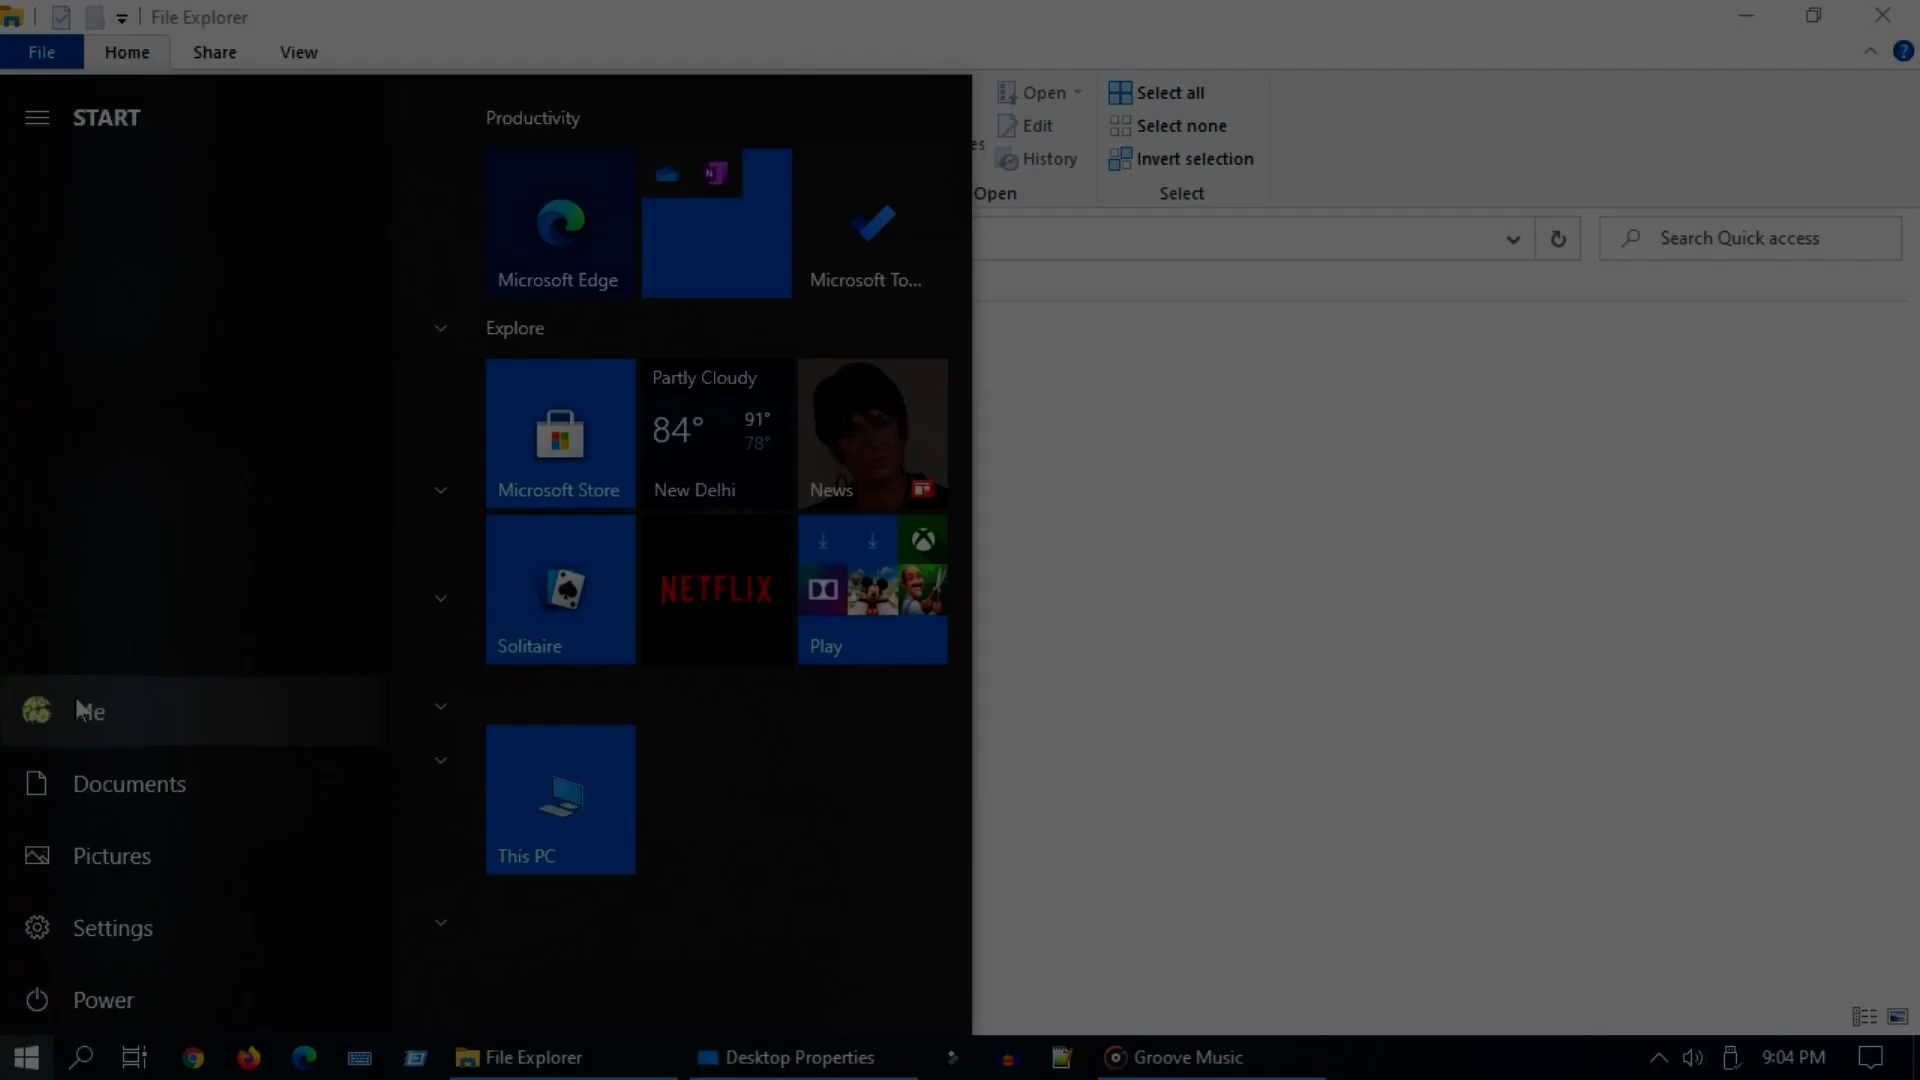 File Explorer
File
Home
Share
View
START
Productivity
Open
Select all
Edit
Select none
History
Invert selection
Open
Select
Microsoft Edge
Microsoft To...
Search Quick access
Explore
Partly Cloudy
84°
91°
78°
Microsoft Store
New Delhi
News
Solitaire
NETFLIX
Play
Documents
Pictures
This PC
Settings
Power
File Explorer
Desktop Properties
Groove Music
9:04 PM